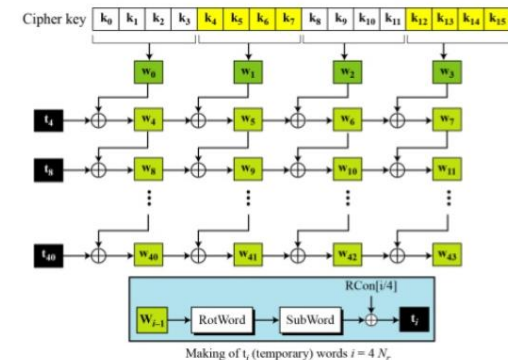 Cipher key k₀ k₁ k₂ k₃ k₄ k₅ k₆ k₇ k₈ k₉ k₁₀ k₁₁ k₁₂ k₁₃ k₁₄ k₁₅
w₀ w₁ w₂ w₃
t₄ w₄ w₅ w₆ w₇
t₈ w₈ w₉ w₁₀ w₁₁
t₄₀ w₄₀ w₄₁ w₄₂ w₄₃
RCon[i/4]
Wᵢ₋₁ RotWord SubWord tᵢ
Making of tᵢ (temporary) words i = 4 Nᵣ